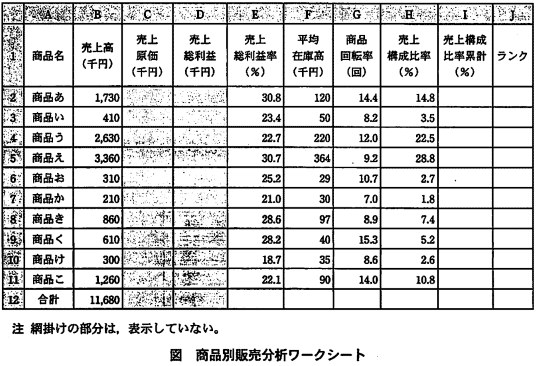 A B C D E F G H I J
1 商品名 売上高(千円) 売上原価(千円) 売上総利益(千円) 売上総利益率(%) 平均在庫高(千円) 商品回転率(回) 売上構成比率(%) 売上構成比率累計(%) ランク
2 商品あ 1,730 30.8 120 14.4 14.8
3 商品い 410 23.4 50 8.2 3.5
4 商品う 2,630 22.7 220 12.0 22.5
5 商品え 3,360 30.7 364 9.2 28.8
6 商品お 310 25.2 29 10.7 2.7
7 商品か 210 21.0 30 7.0 1.8
8 商品き 860 28.6 97 8.9 7.4
9 商品く 610 28.2 40 15.3 5.2
10 商品け 300 18.7 35 8.6 2.6
11 商品こ 1,260 22.1 90 14.0 10.8
12 合計 11,680
注 網掛けの部分は,表示していない。
図 商品別販売分析ワークシート